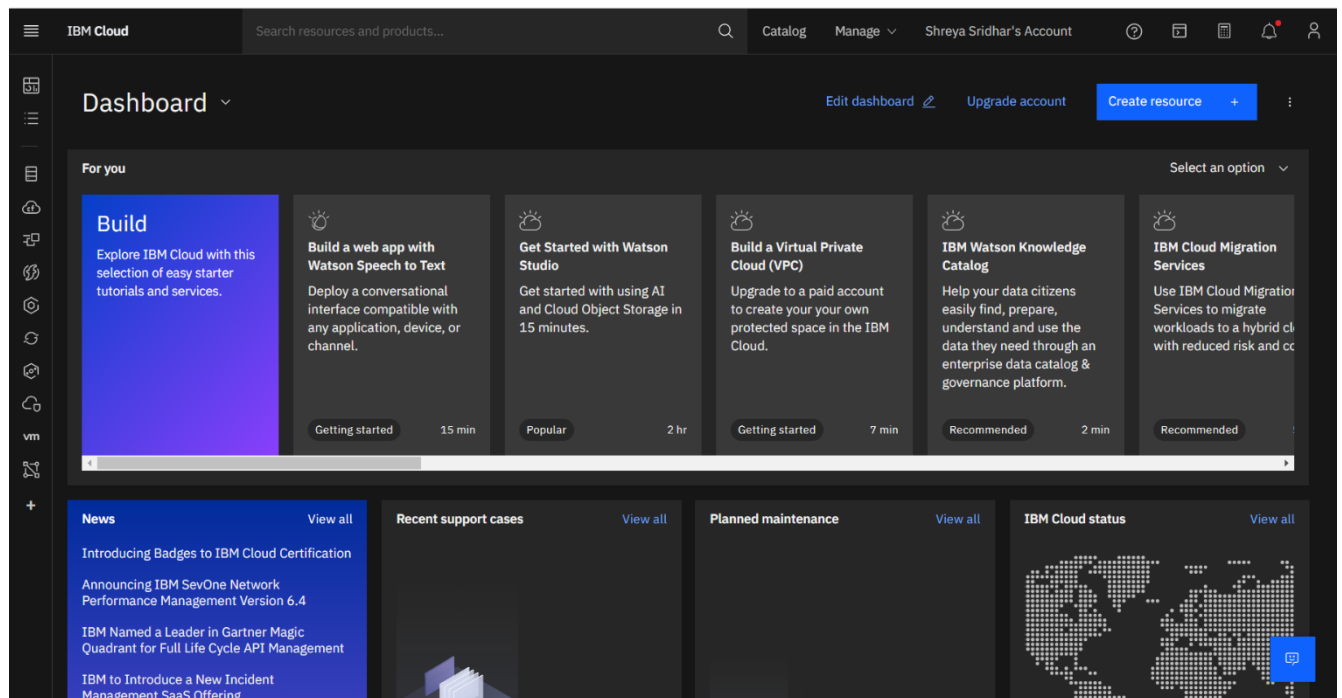 IBM Cloud
Search resources and products...
Catalog
Manage
Shreya Sridhar's Account
Dashboard
Edit dashboard
Upgrade account
Create resource +
For you
Select an option
Build
Explore IBM Cloud with this
selection of easy starter
tutorials and services.
Build a web app with
Watson Speech to Text
Deploy a conversational
interface compatible with
any application, device, or
channel.
Getting started
15 min
Get Started with Watson
Studio
Get started with using AI
and Cloud Object Storage in
15 minutes.
Popular
2 hr
Build a Virtual Private
Cloud (VPC)
Upgrade to a paid account
to create your your own
protected space in the IBM
Cloud.
Getting started
7 min
IBM Watson Knowledge
Catalog
Help your data citizens
easily find, prepare,
understand and use the
data they need through an
enterprise data catalog &
governance platform.
Recommended
2 min
IBM Cloud Migration
Services
Use IBM Cloud Migration
Services to migrate
workloads to a hybrid
with reduced risk and
Recommended
vm
News
View all
Introducing Badges to IBM Cloud Certification
Announcing IBM SevOne Network
Performance Management Version 6.4
IBM Named a Leader in Gartner Magic
Quadrant for Full Life Cycle API Management
IBM to Introduce a New Incident
Management SaaS Offering
Recent support cases
View all
Planned maintenance
View all
IBM Cloud status
View all